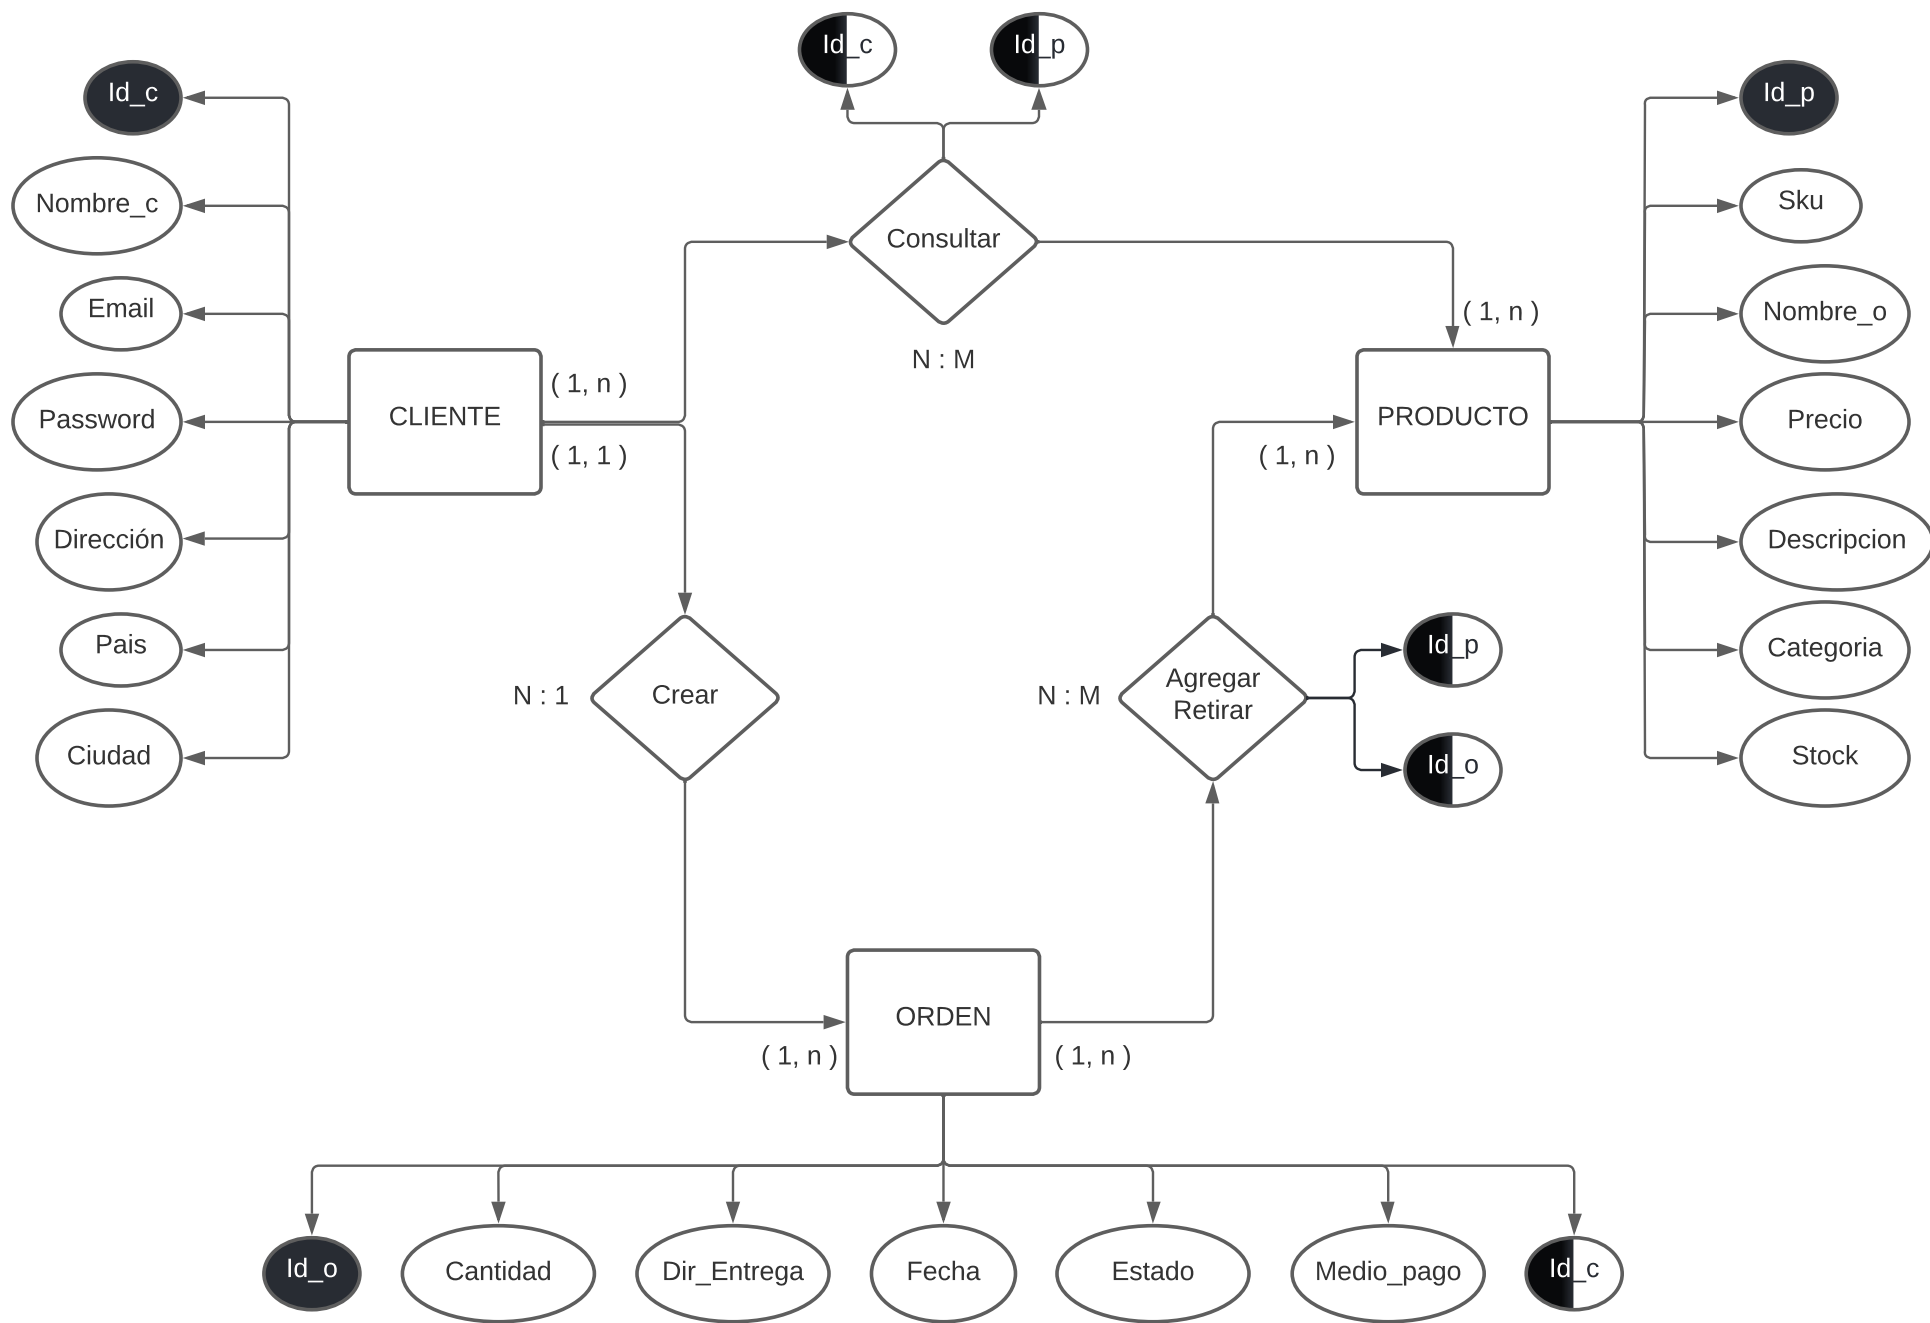 Id_c
Id_p
Id_c
Id_p
Nombre_c
Sku
Consultar
Email
( 1, n )
Nombre_o
N : M
( 1, n )
CLIENTE
PRODUCTO
Password
Precio
( 1, 1 )
( 1, n )
Dirección
Descripcion
Pais
Id_p
Categoria
N : 1
Crear
N : M
Agregar
Retirar
Ciudad
Id_o
Stock
ORDEN
( 1, n )
( 1, n )
Id_o
Cantidad
Dir_Entrega
Fecha
Estado
Medio_pago
Id_c